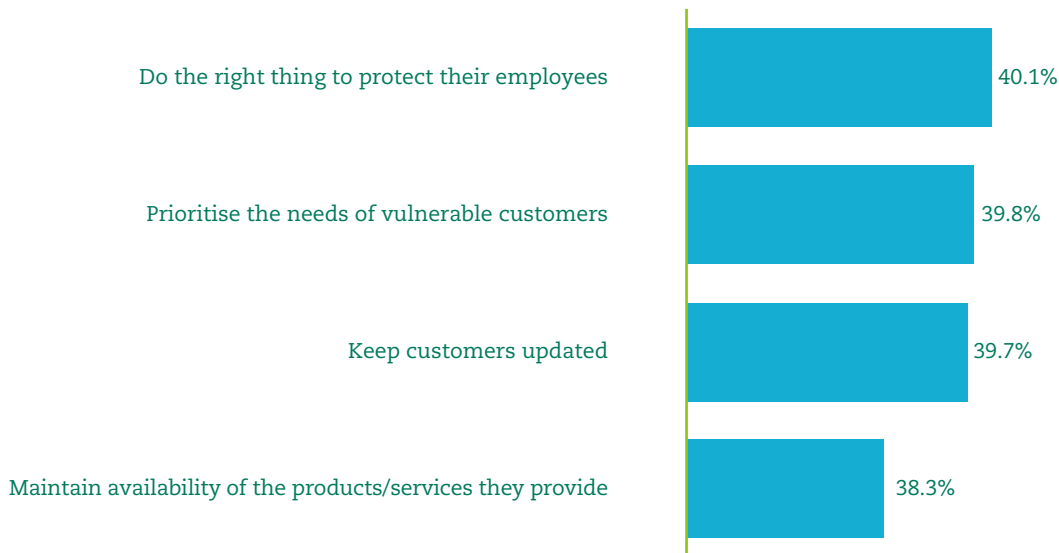 Do the right thing to protect their employees
40.1%
Prioritise the needs of vulnerable customers
39.8%
Keep customers updated
39.7%
Maintain availability of the products/services they provide
38.3%